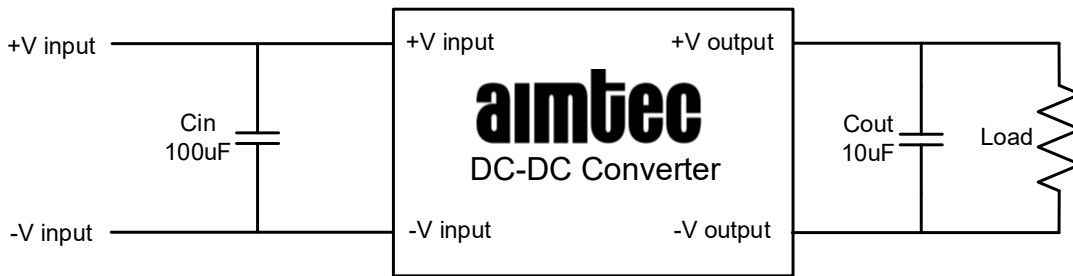 +V input
+V input
+V output
aimtec
DC-DC Converter
Cin
100uF
Cout
10uF
Load
-V input
-V input
-V output